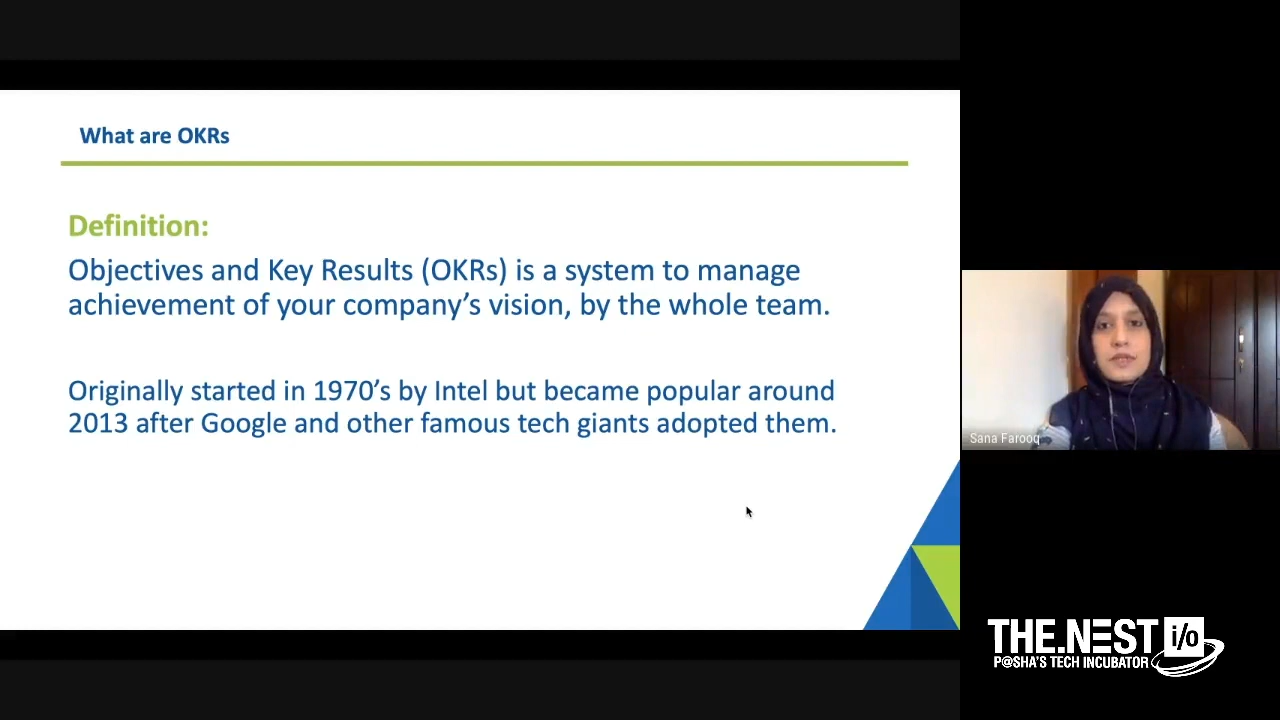 What are OKRs
Definition:
Objectives and Key Results (OKRs) is a system to manage
achievement of your company's vision, by the whole team.
Originally started in 1970's by Intel but became popular around
2013 after Google and other famous tech giants adopted them.
Sana Farooq
THE.NEST i/o
P@SHA'S TECH INCUBATOR